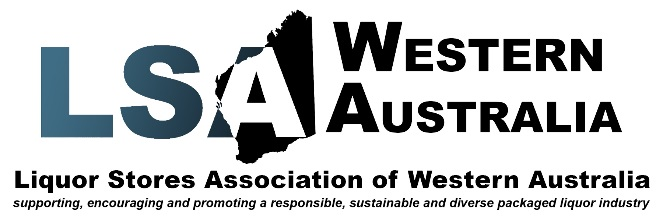 LSA WESTERN
AUSTRALIA
Liquor Stores Association of Western Australia
supporting, encouraging and promoting a responsible, sustainable and diverse packaged liquor industry